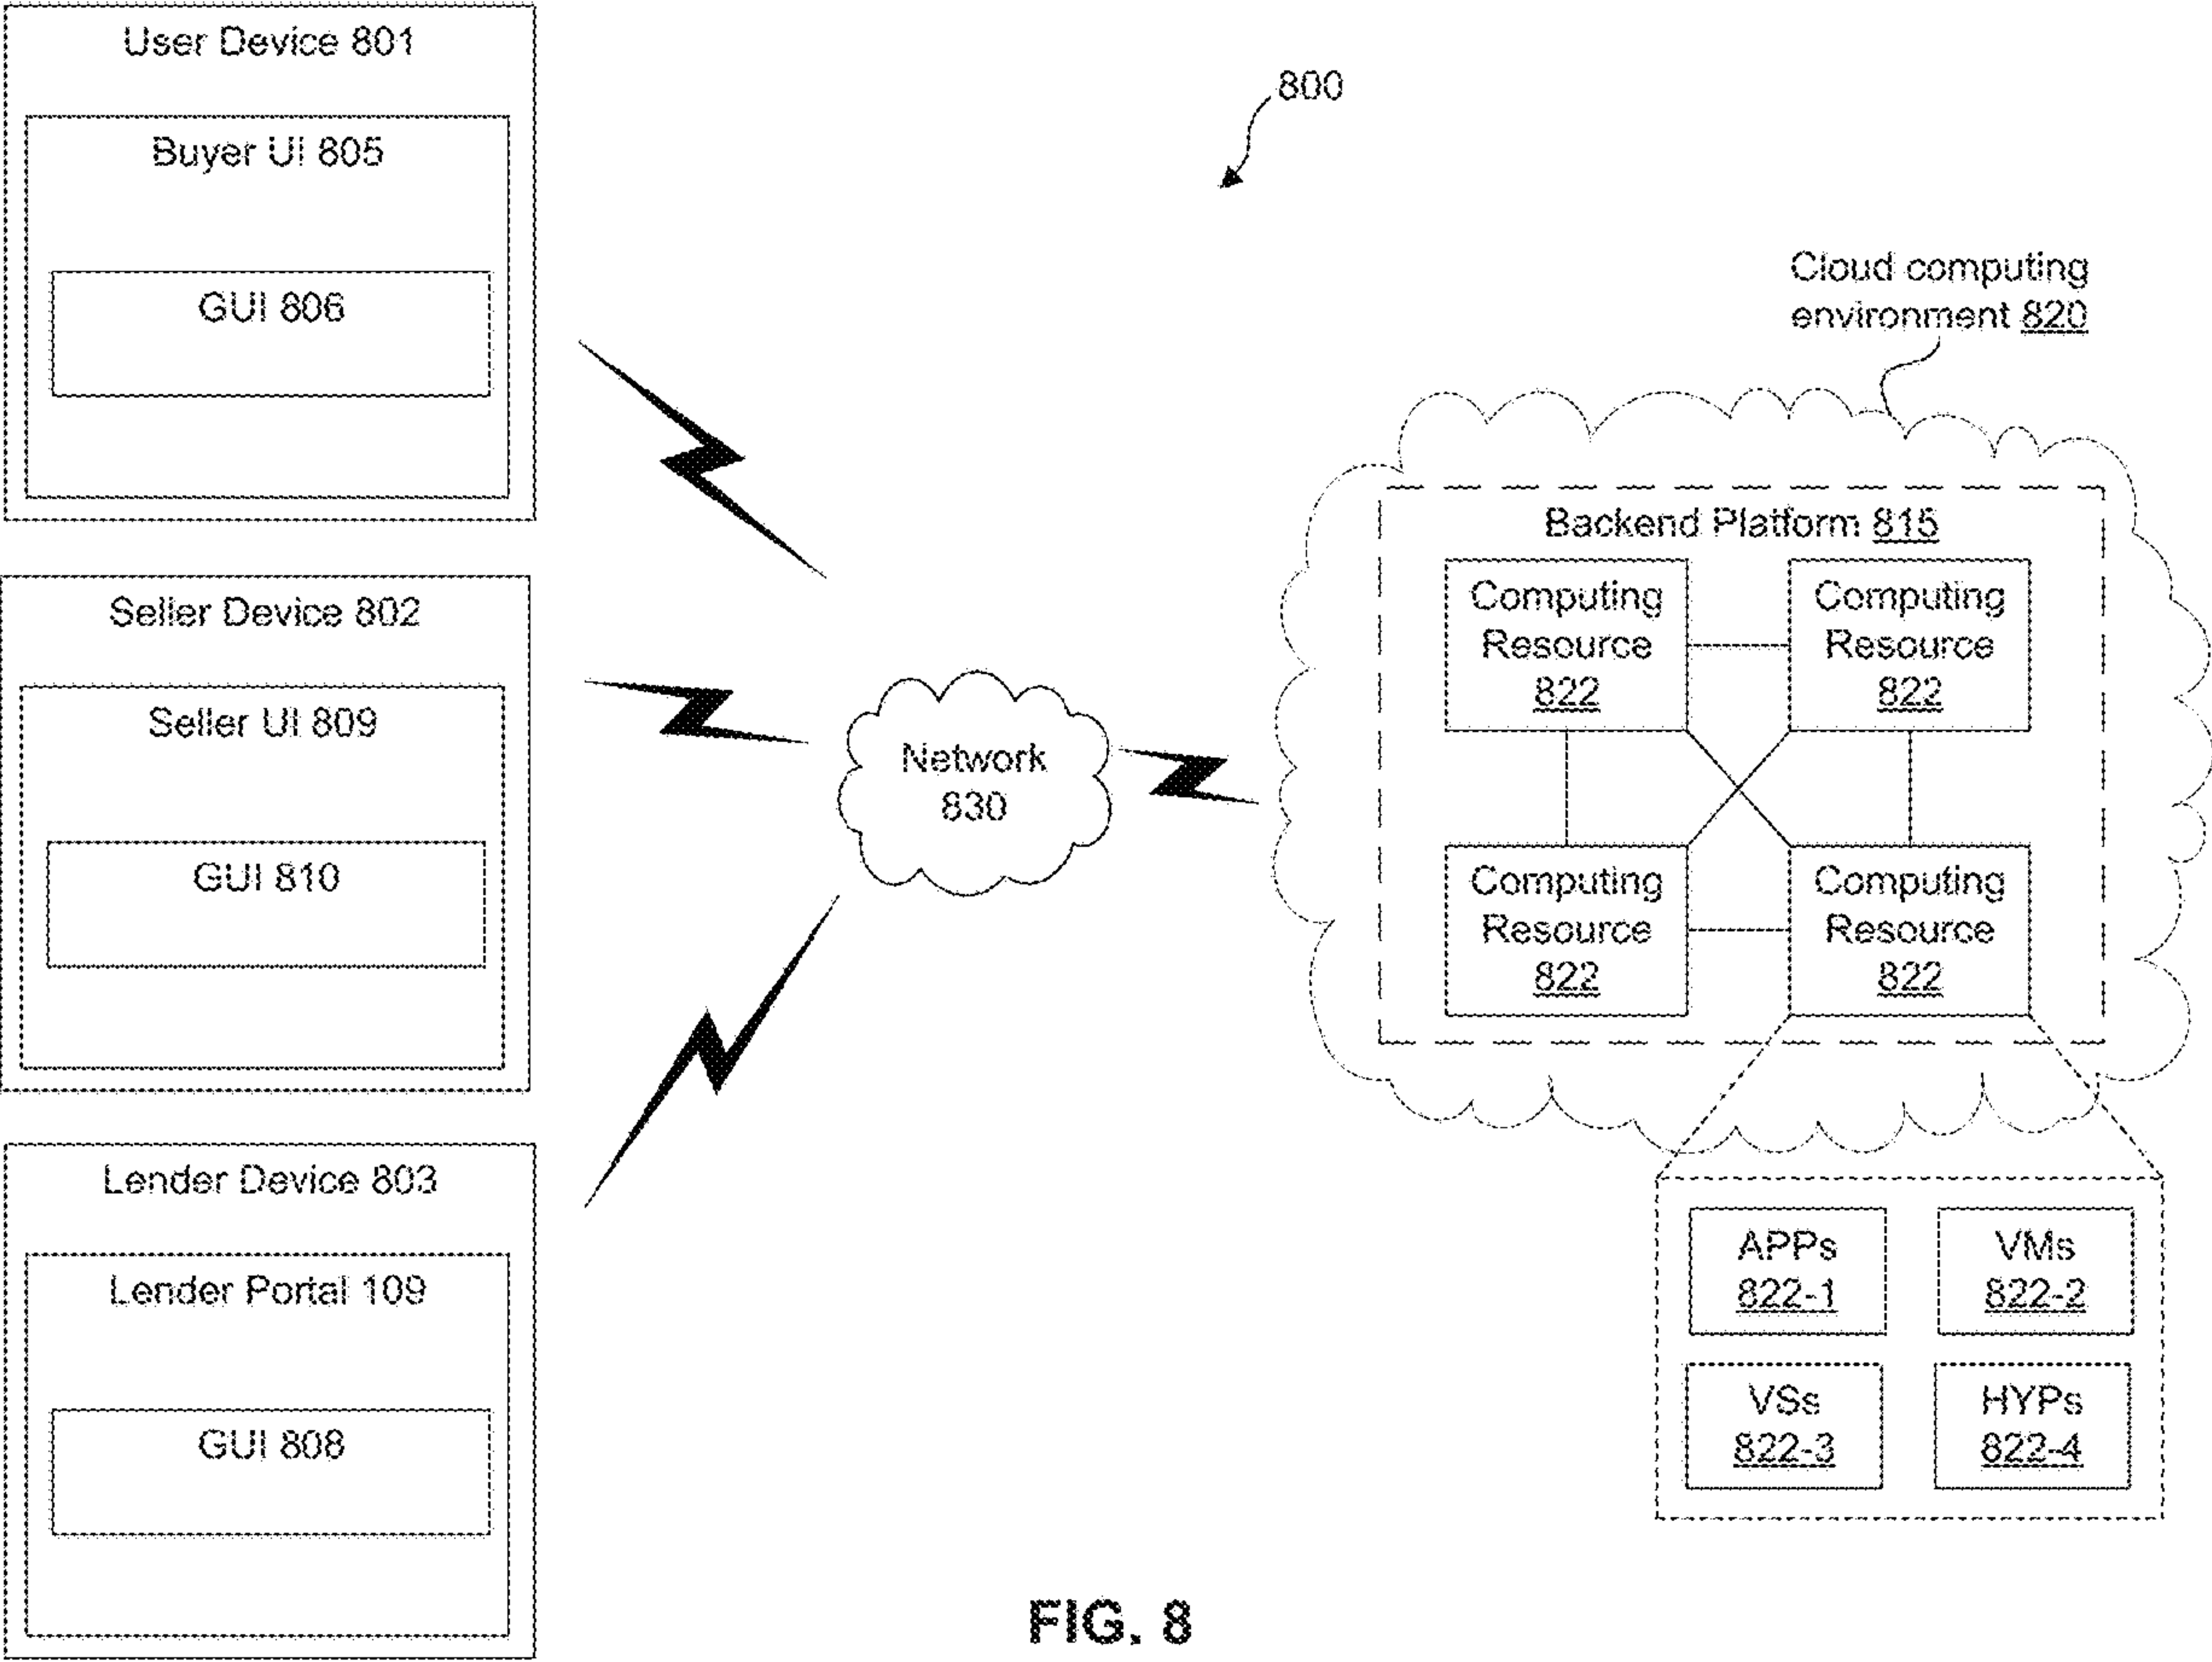 User Device 801
Buyer UI 805
GUI 806
Seller Device 802
Seller UI 809
GUI 810
Lender Device 803
Lender Portal 109
GUI 808
800
Network
830
Cloud computing
environment 820
Backend Platform 815
Computing
Resource
822
Computing
Resource
822
Computing
Resource
822
Computing
Resource
822
APPs
822-1
VMs
822-2
VSs
822-3
HYPs
822-4
FIG. 8